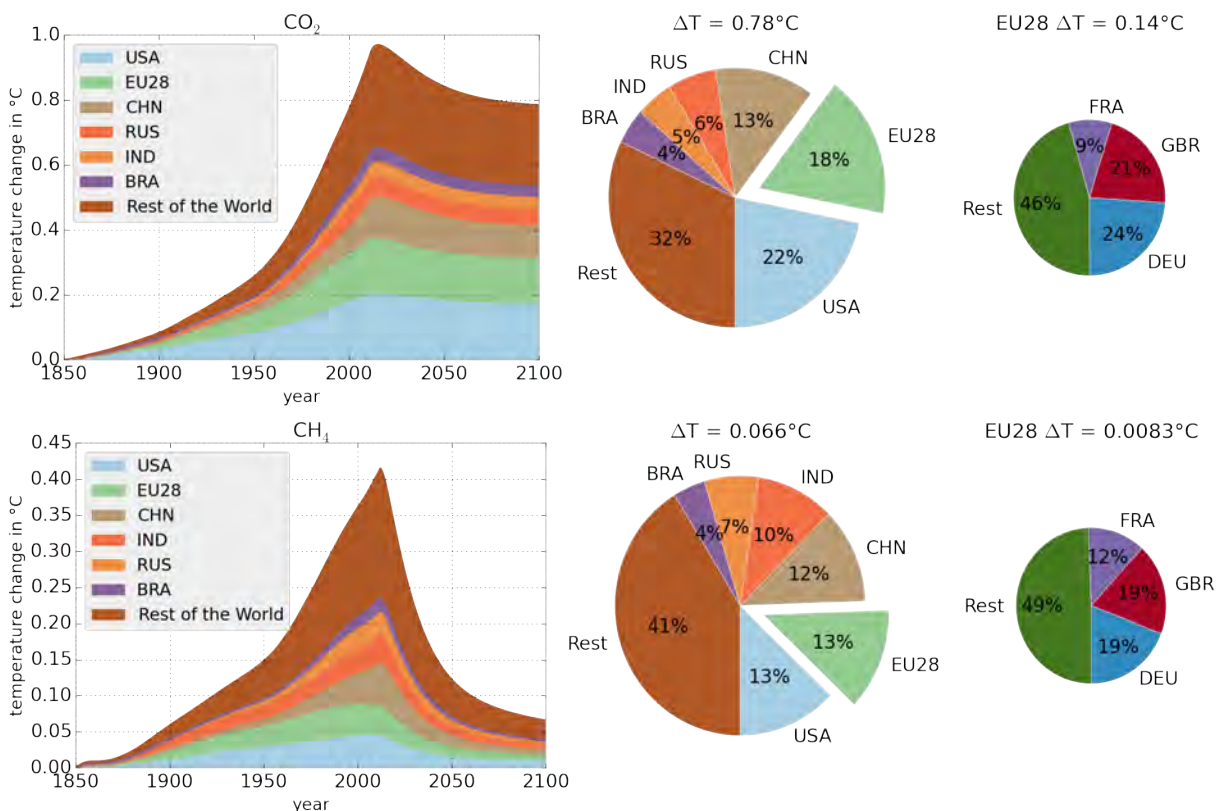 CO₂
temperature change in °C
1.0
0.8
0.6
0.4
0.2
0.0
USA
EU28
CHN
RUS
IND
BRA
Rest of the World
1850 1900 1950 2000 2050 2100
year
ΔT = 0.78°C
CHN
RUS
IND
BRA
EU28
13%
6%
5%
4%
18%
32%
22%
Rest
USA
EU28 ΔT = 0.14°C
FRA
GBR
9%
21%
Rest
46%
24%
DEU
CH₄
temperature change in °C
0.45
0.40
0.35
0.30
0.25
0.20
0.15
0.10
0.05
0.00
USA
EU28
CHN
IND
RUS
BRA
Rest of the World
1850 1900 1950 2000 2050 2100
year
ΔT = 0.066°C
RUS
BRA
IND
CHN
4%
7%
10%
12%
41%
13%
13%
Rest
EU28
USA
EU28 ΔT = 0.0083°C
FRA
GBR
12%
19%
Rest
49%
19%
DEU